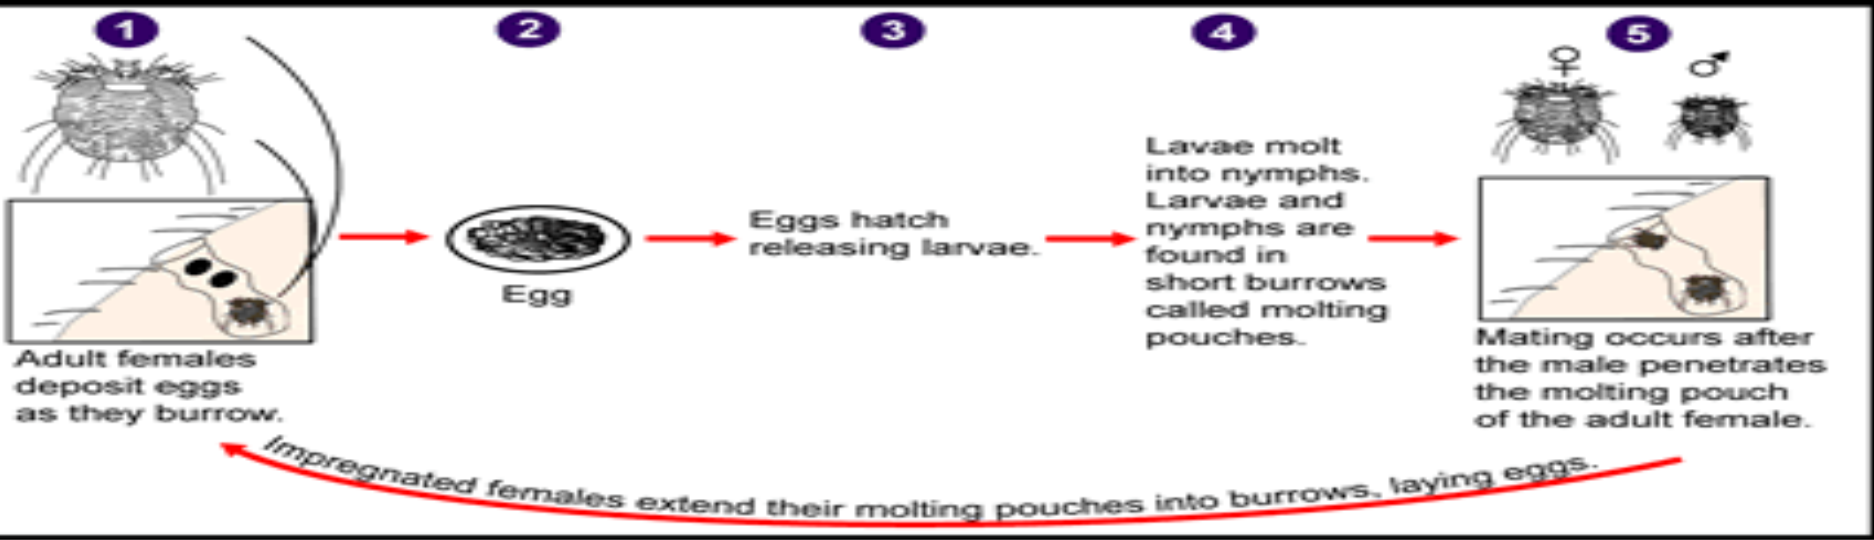 1
2
3
4
5
Adult females
deposit eggs
as they burrow.
Egg
Eggs hatch
releasing larvae.
Lavae molt
into nymphs.
Larvae and
nymphs are
found in
short burrows
called molting
pouches.
Mating occurs after
the male penetrates
the molting pouch
of the adult female.
Impregnated females extend their molting pouches into burrows, laying eggs.